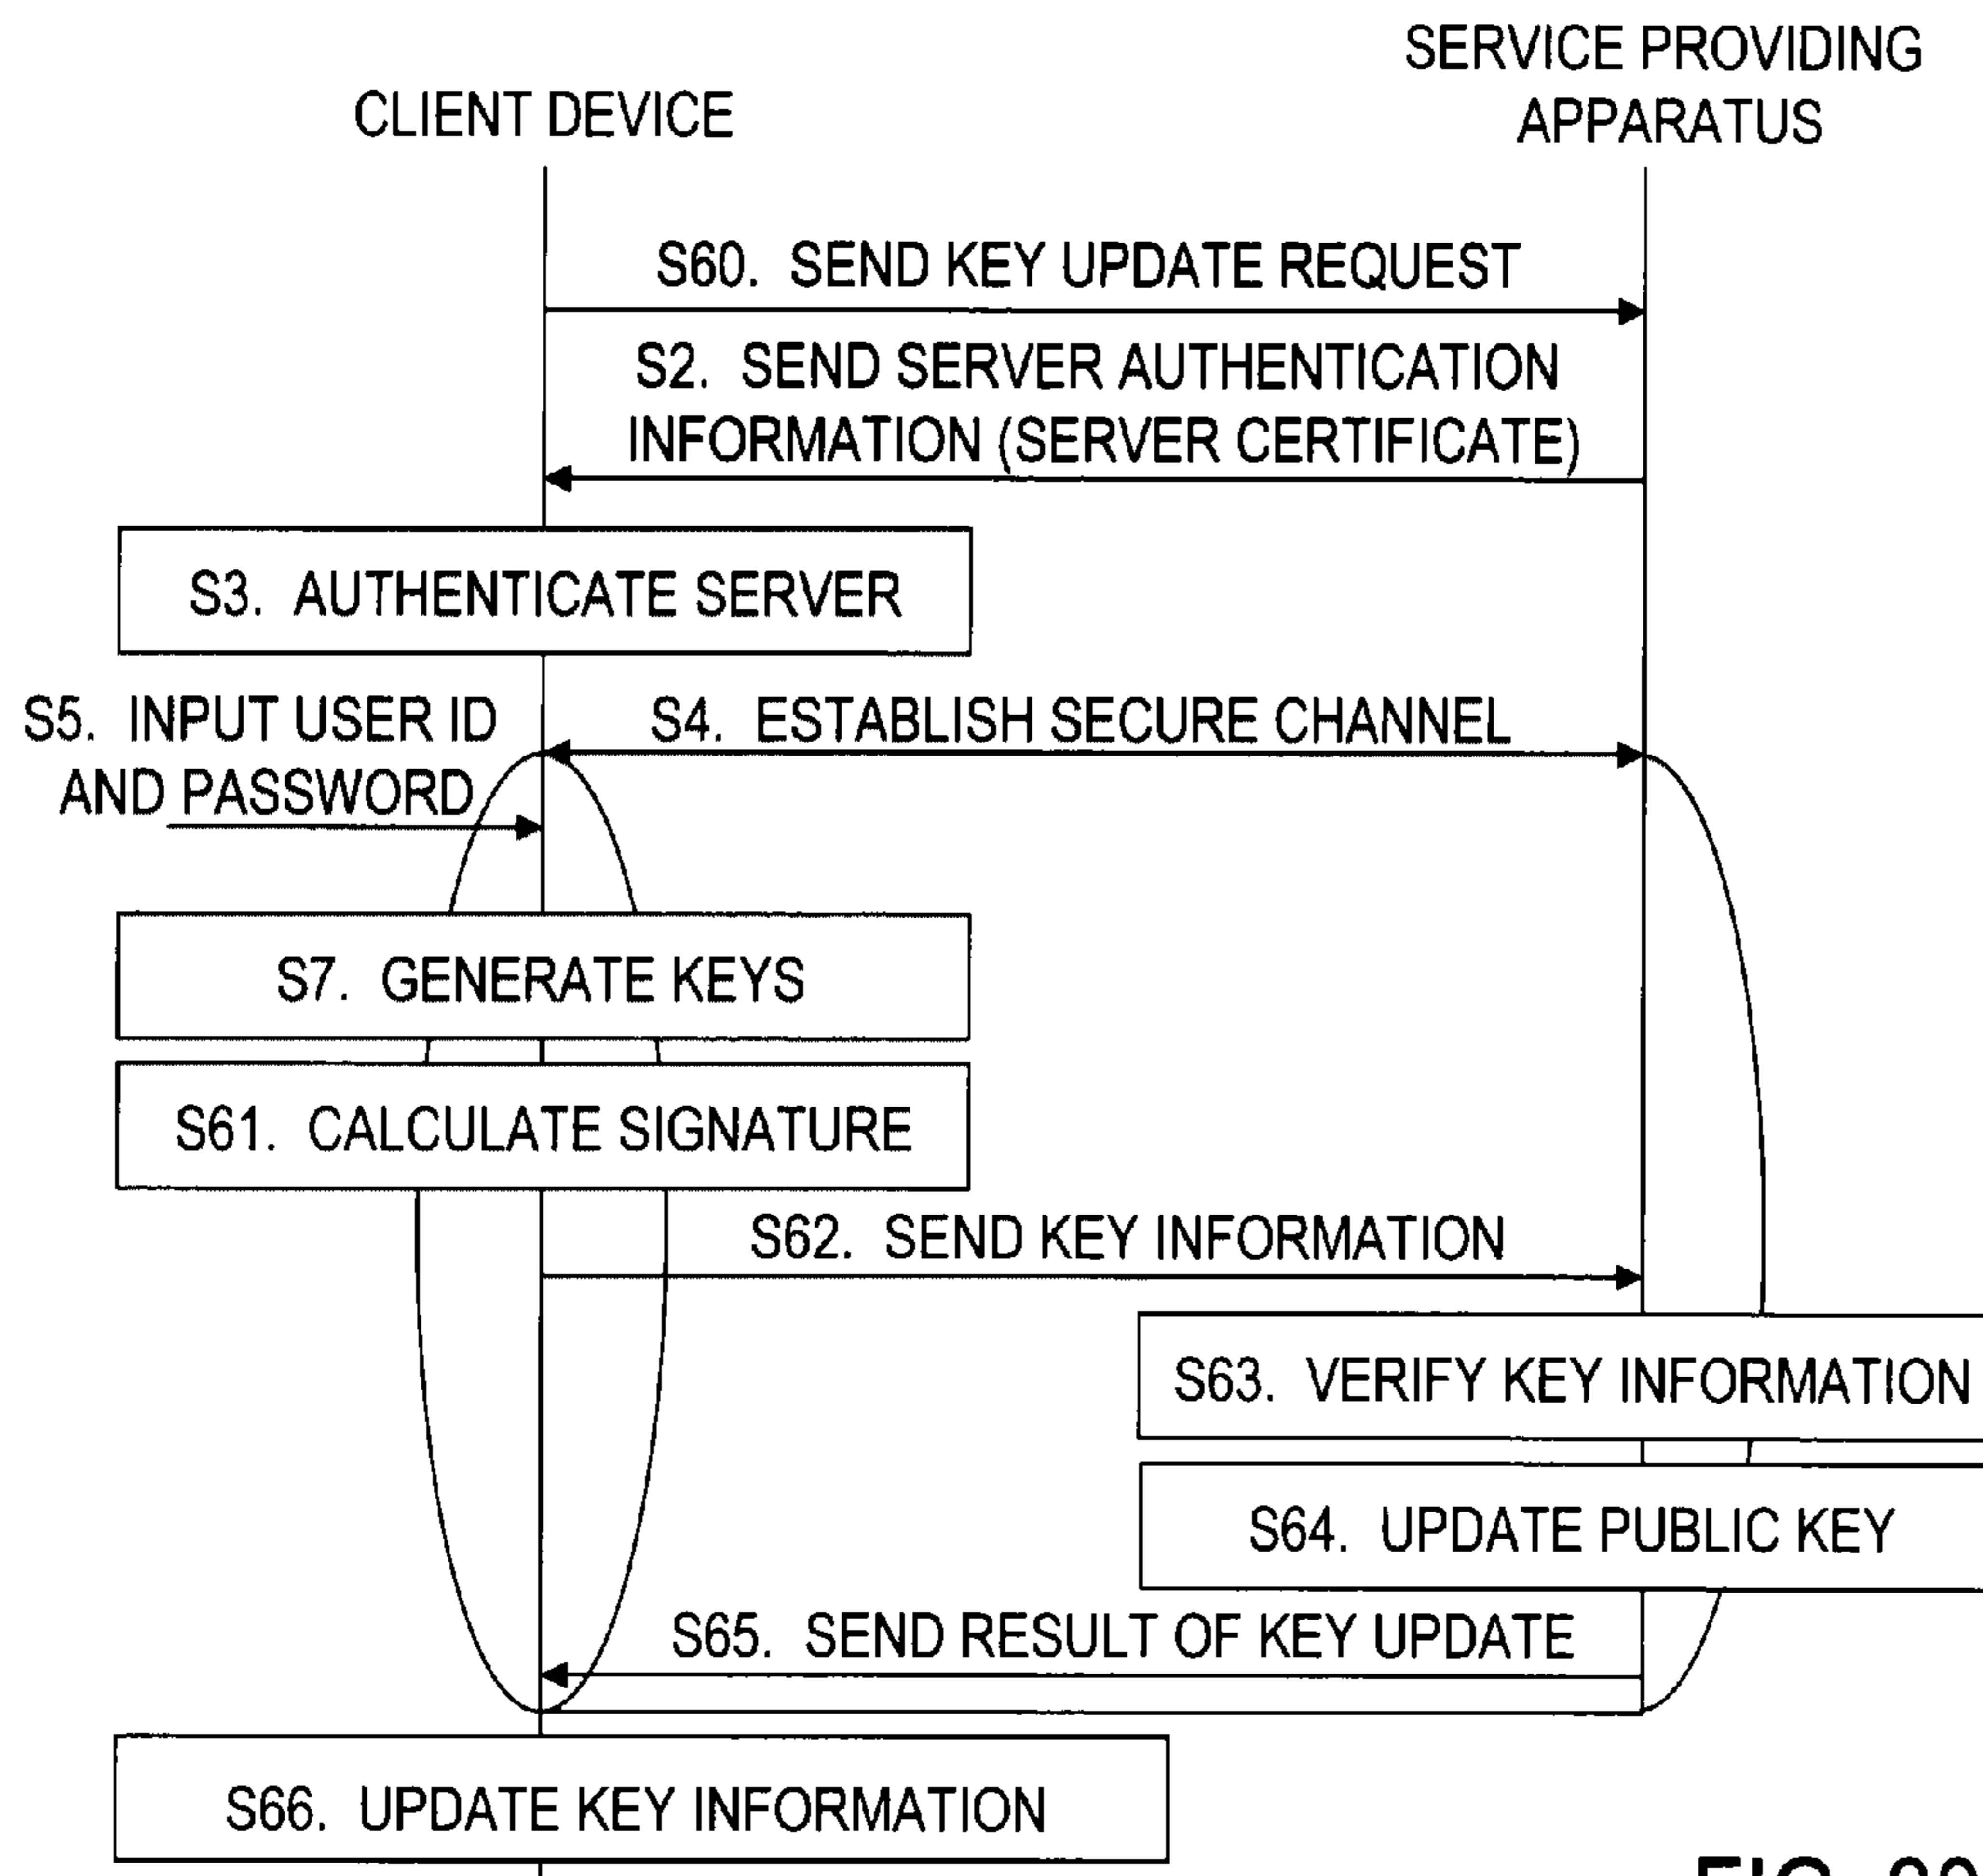 SERVICE PROVIDING
APPARATUS
CLIENT DEVICE
S60. SEND KEY UPDATE REQUEST
S2. SEND SERVER AUTHENTICATION
INFORMATION (SERVER CERTIFICATE)
S3. AUTHENTICATE SERVER
S5. INPUT USER ID
AND PASSWORD
S4. ESTABLISH SECURE CHANNEL
S7. GENERATE KEYS
S61. CALCULATE SIGNATURE
S62. SEND KEY INFORMATION
S63. VERIFY KEY INFORMATION
S64. UPDATE PUBLIC KEY
S65. SEND RESULT OF KEY UPDATE
S66. UPDATE KEY INFORMATION